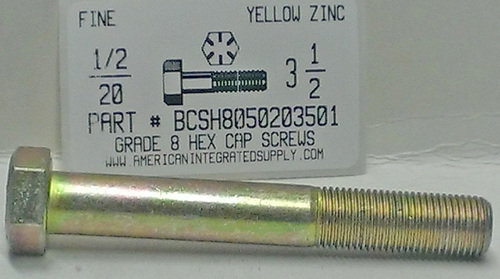 FINE YELLOW ZINC
1/2
20
3 1/2
PART # BCSH8050203501
GRADE 8 HEX CAP SCREWS
WWW.AMERICANINTEGRATEDSUPPLY.COM